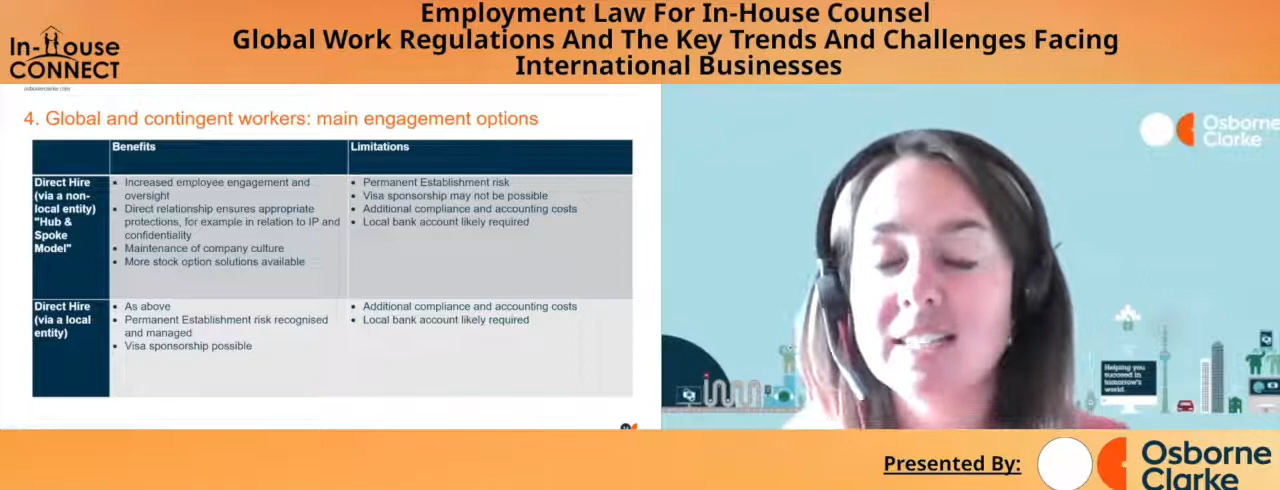 Employment Law For In-House Counsel
Global Work Regulations And The Key Trends And Challenges Facing
International Businesses
In-House
CONNECT
osborneclarke.com
4. Global and contingent workers: main engagement options
Benefits
Limitations
Direct Hire
(via a non-
local entity)
"Hub &
Spoke
Model"
• Increased employee engagement and
oversight
• Direct relationship ensures appropriate
protections, for example in relation to IP and
confidentiality
• Maintenance of company culture
• More stock option solutions available
• Permanent Establishment risk
• Visa sponsorship may not be possible
• Additional compliance and accounting costs
• Local bank account likely required
Direct Hire
(via a local
entity)
• As above
• Permanent Establishment risk recognised
and managed
• Visa sponsorship possible
• Additional compliance and accounting costs
• Local bank account likely required
Osborne
Clarke
Helping you
succeed in
tomorrow's
world.
Presented By:
Osborne
Clarke